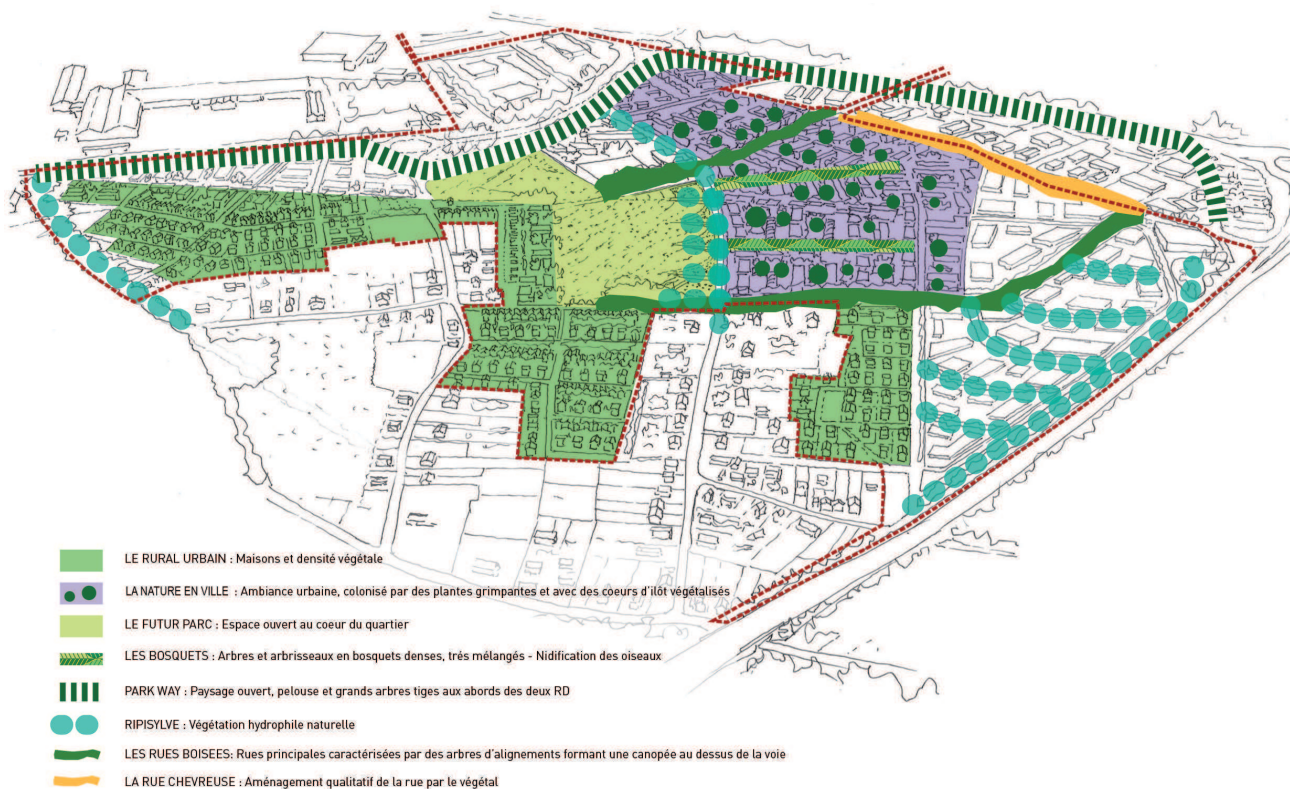 LE RURAL URBAIN : Maisons et densité végétale
LA NATURE EN VILLE : Ambiance urbaine, colonisé par des plantes grimpantes et avec des coeurs d'ilôt végétalisés
LE FUTUR PARC : Espace ouvert au coeur du quartier
LES BOSQUETS : Arbres et arbrisseaux en bosquets denses, trés mélangés - Nidification des oiseaux
PARK WAY : Paysage ouvert, pelouse et grands arbres tiges aux abords des deux RD
RIPISYLVE : Végétation hydrophile naturelle
LES RUES BOISEES: Rues principales caractérisées par des arbres d'alignements formant une canopée au dessus de la voie
LA RUE CHEVREUSE : Aménagement qualitatif de la rue par le végétal